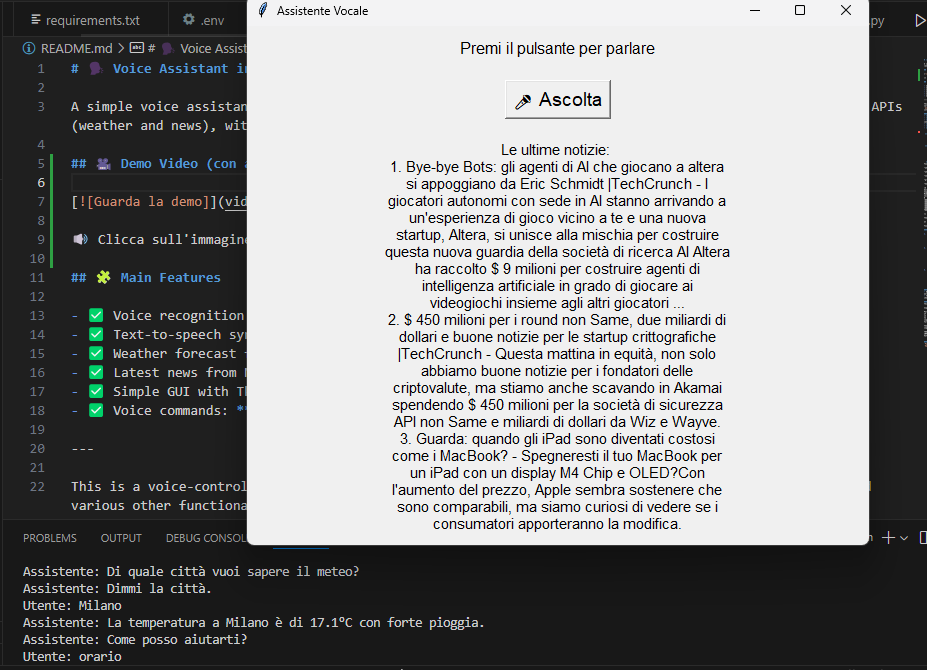 requirements.txt
.env
.py
README.md > abc # Voice Assist
1 # Voice Assistant i
2
3 A simple voice assistan
APIs
(weather and news), wit
4
5 ## Demo Video (con a
6
7 [![Guarda la demo]](vid
8
9 Clicca sull'immagin
10
11 ## Main Features
12
13 - Voice recognition
14 - Text-to-speech sy
15 - Weather forecast
16 - Latest news from
17 - Simple GUI with T
18 - Voice commands: *
19
20 ---
21
22 This is a voice-control
various other functiona
Assistente Vocale
Premi il pulsante per parlare
Ascolta
Le ultime notizie:
1. Bye-bye Bots: gli agenti di AI che giocano a altera
si appoggiano da Eric Schmidt |TechCrunch - I
giocatori autonomi con sede in AI stanno arrivando a
un'esperienza di gioco vicino a te e una nuova
startup, Altera, si unisce alla mischia per costruire
questa nuova guardia della società di ricerca AI Altera
ha raccolto $ 9 milioni per costruire agenti di
intelligenza artificiale in grado di giocare ai
videogiochi insieme agli altri giocatori ...
2. $ 450 milioni per i round non Same, due miliardi di
dollari e buone notizie per le startup crittografiche
|TechCrunch - Questa mattina in equità, non solo
abbiamo buone notizie per i fondatori delle
criptovalute, ma stiamo anche scavando in Akamai
spendendo $ 450 milioni per la società di sicurezza
API non Same e miliardi di dollari da Wiz e Wayve.
3. Guarda: quando gli iPad sono diventati costosi
come i MacBook? - Spegneresti il tuo MacBook per
un iPad con un display M4 Chip e OLED?Con
l'aumento del prezzo, Apple sembra sostenere che
sono comparabili, ma siamo curiosi di vedere se i
consumatori apporteranno la modifica.
PROBLEMS OUTPUT DEBUG CONSOL
Assistente: Di quale città vuoi sapere il meteo?
Assistente: Dimmi la città.
Utente: Milano
Assistente: La temperatura a Milano è di 17.1°C con forte pioggia.
Assistente: Come posso aiutarti?
Utente: orario